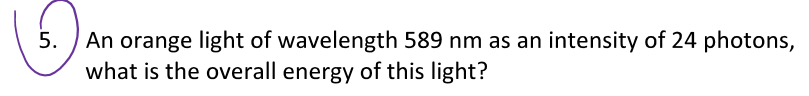 5. An orange light of wavelength 589 nm as an intensity of 24 photons,
what is the overall energy of this light?